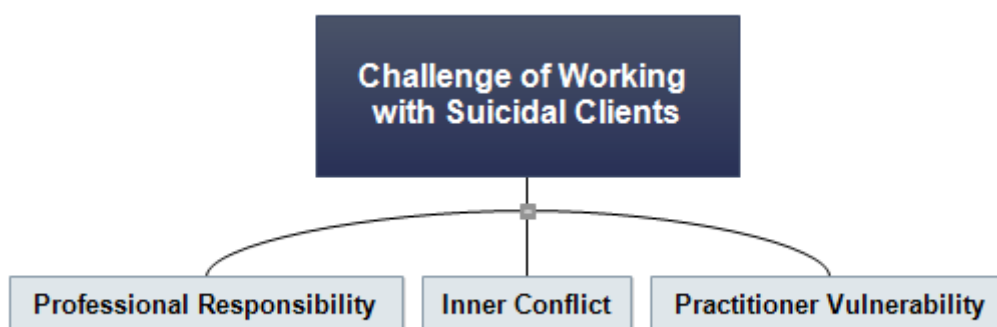 Challenge of Working
with Suicidal Clients
Professional Responsibility
Inner Conflict
Practitioner Vulnerability